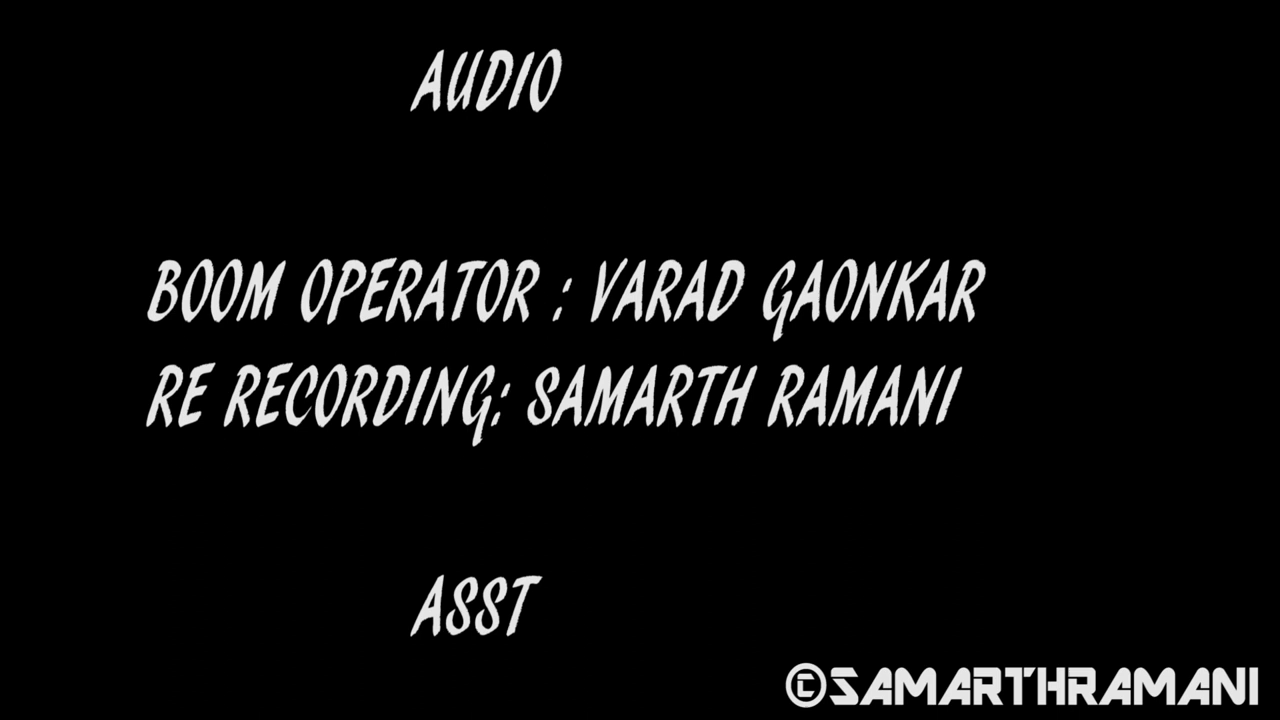 AUDIO
BOOM OPERATOR : VARAD GAONKAR
RE RECORDING: SAMARTH RAMANI
ASST
©SAMARTHRAMANI